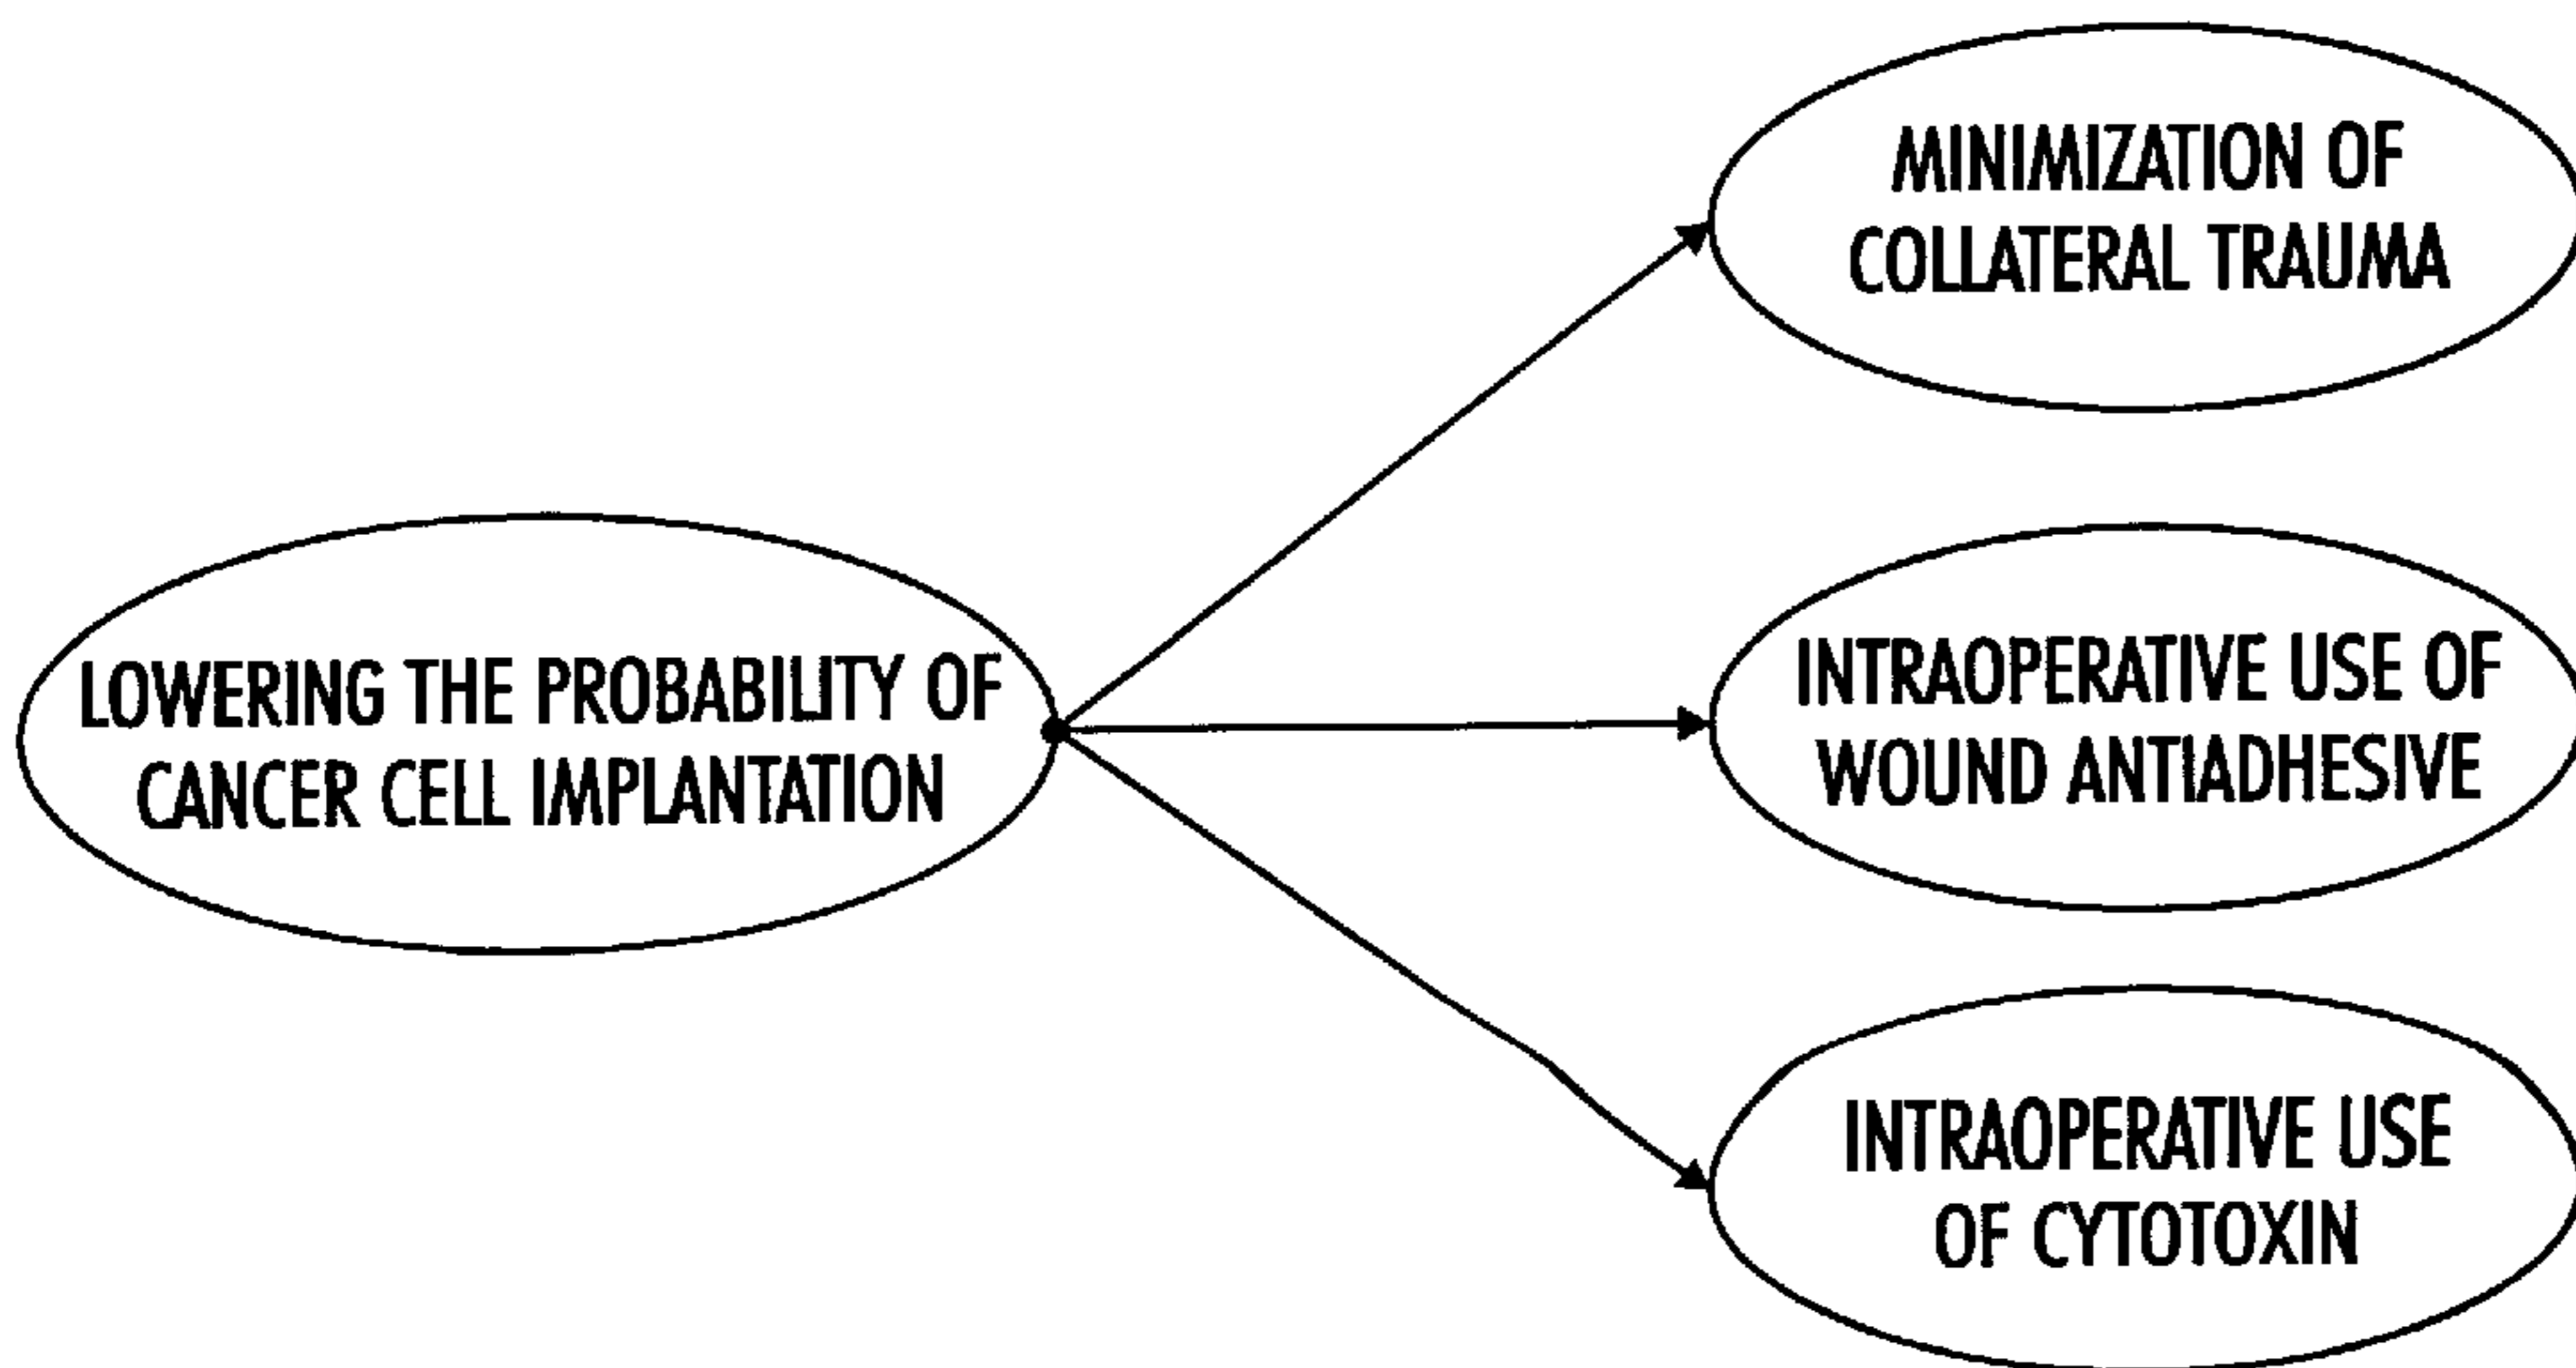 MINIMIZATION OF
COLLATERAL TRAUMA
LOWERING THE PROBABILITY OF
CANCER CELL IMPLANTATION
INTRAOPERATIVE USE OF
WOUND ANTIADHESIVE
INTRAOPERATIVE USE
OF CYTOTOXIN